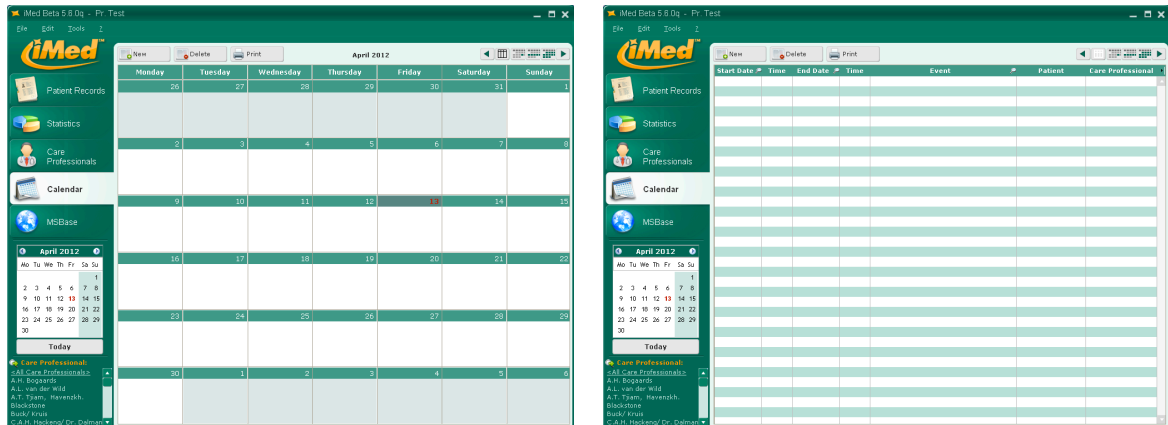 iMed Beta 5.6.0q - Pr. Test
File Edit Tools ?
iMed™
New Delete Print April 2012
Monday Tuesday Wednesday Thursday Friday Saturday Sunday
26 27 28 29 30 31 1
2 3 4 5 6 7 8
9 10 11 12 13 14 15
16 17 18 19 20 21 22
23 24 25 26 27 28 29
30 1 2 3 4 5 6
Patient Records
Statistics
Care
Professionals
Calendar
MSBase
April 2012
Mo Tu We Th Fr Sa Su
1
2 3 4 5 6 7 8
9 10 11 12 13 14 15
16 17 18 19 20 21 22
23 24 25 26 27 28 29
30
Today
Care Professional:
<All Care Professionals>
A.H. Bogaards
A.L. van der Wild
A.T. Tjiam, Havenzkh.
Blackstone
Buck/ Kruis
C.A.H. Hackeng/ Dr. Dalman
iMed Beta 5.6.0q - Pr. Test
File Edit Tools ?
iMed™
New Delete Print
Start Date Time End Date Time Event Patient Care Professional
Patient Records
Statistics
Care
Professionals
Calendar
MSBase
April 2012
Mo Tu We Th Fr Sa Su
1
2 3 4 5 6 7 8
9 10 11 12 13 14 15
16 17 18 19 20 21 22
23 24 25 26 27 28 29
30
Today
Care Professional:
<All Care Professionals>
A.H. Bogaards
A.L. van der Wild
A.T. Tjiam, Havenzkh.
Blackstone
Buck/ Kruis
C.A.H. Hackeng/ Dr. Dalman